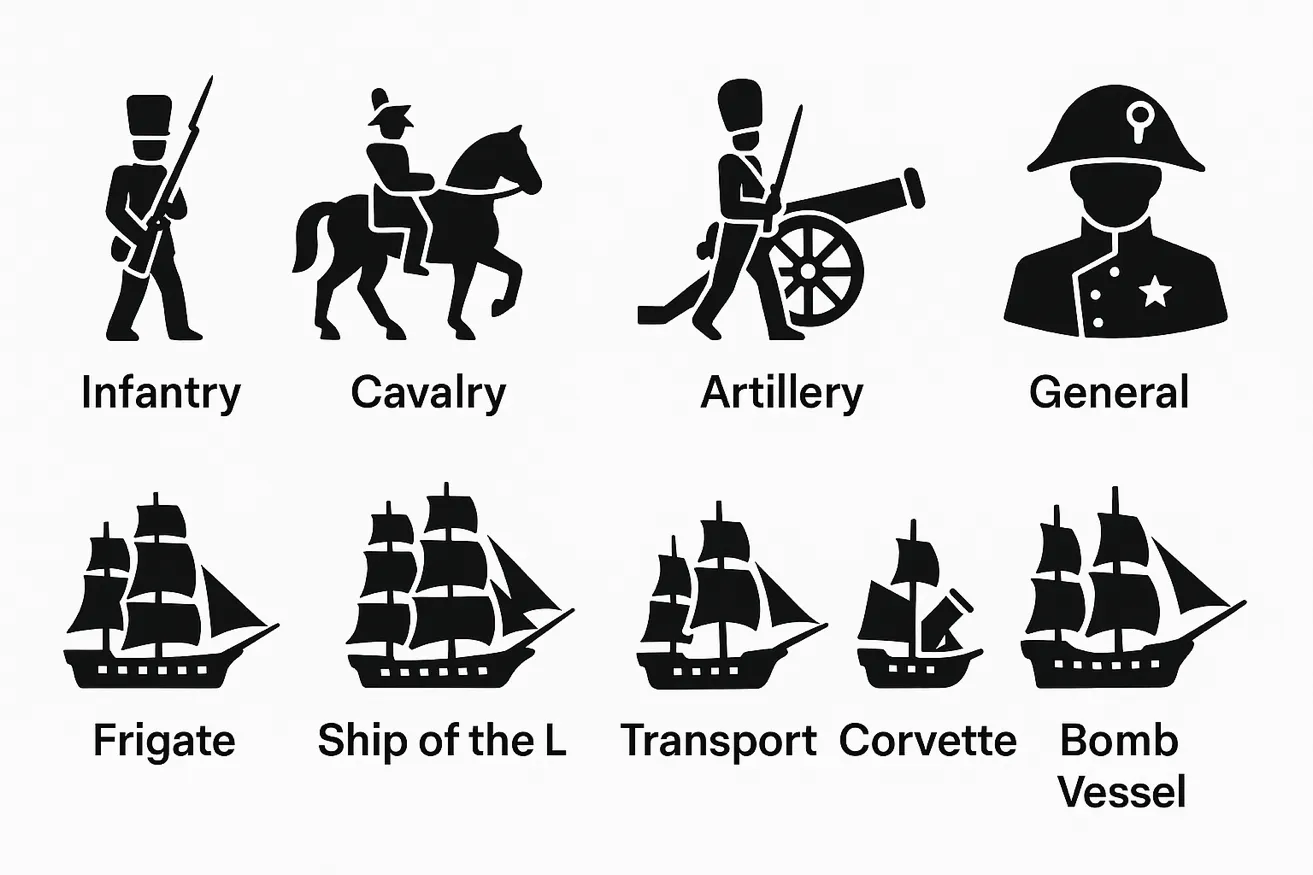 Infantry
Cavalry
Artillery
General
Frigate
Ship of the L
Transport
Corvette
Bomb
Vessel